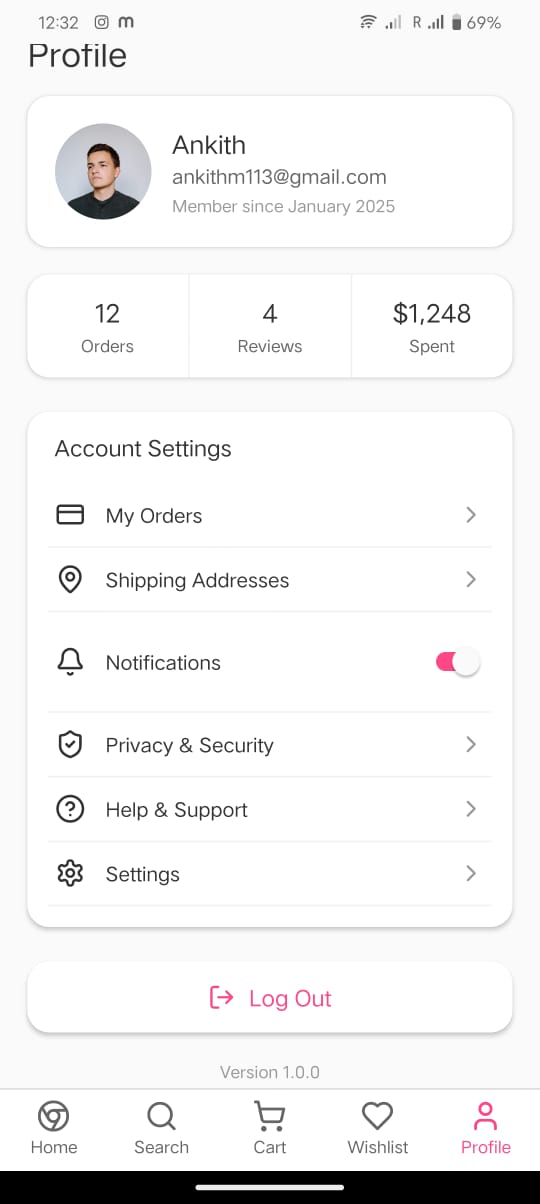 12:32 m R 69%
Profile
Ankith
ankithm113@gmail.com
Member since January 2025
12 4 $1,248
Orders Reviews Spent
Account Settings
My Orders
Shipping Addresses
Notifications
Privacy & Security
Help & Support
Settings
Log Out
Version 1.0.0
Home Search Cart Wishlist Profile